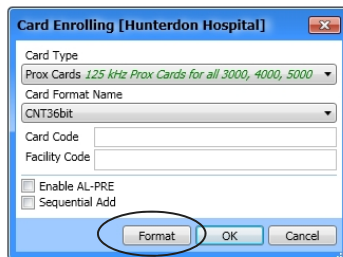 Card Enrolling [Hunterdon Hospital]
Card Type
Prox Cards 125 kHz Prox Cards for all 3000, 4000, 5000
Card Format Name
CNT36bit
Card Code
Facility Code
Enable AL-PRE
Sequential Add
Format OK Cancel